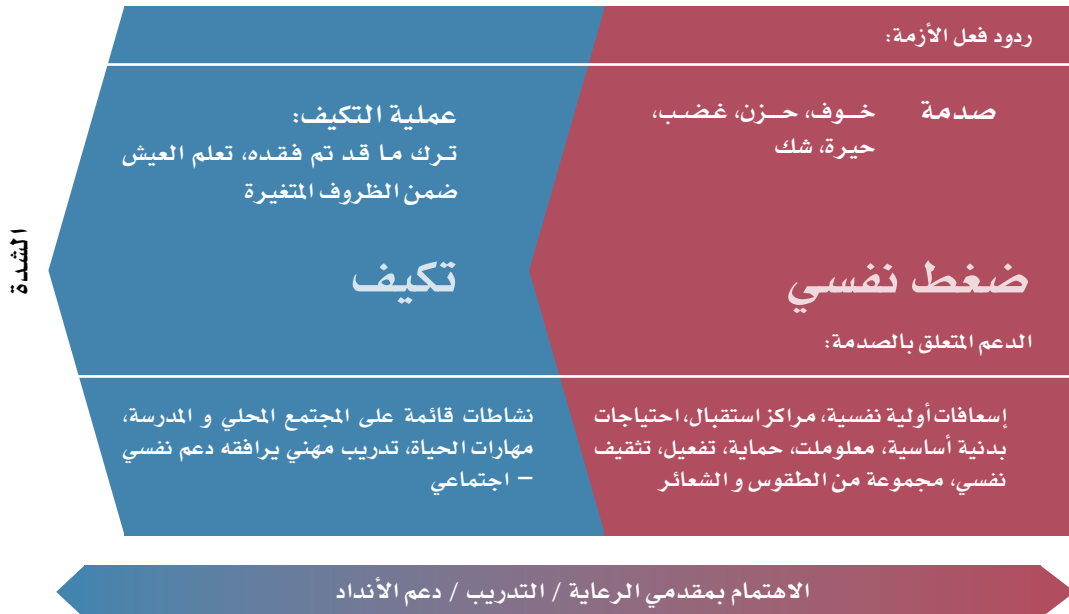 ردود فعل الأزمة:
صدمة
خوف، حزن، غضب،
حيرة، شك
ضغط نفسي
الدعم المتعلق بالصدمة:
إسعافات أولية نفسية، مراكز استقبال، احتياجات
بدنية أساسية، معلوملت، حماية، تفعيل، تثقيف
نفسي، مجموعة من الطقوس و الشعائر
عملية التكيف:
ترك ما قد تم فقده، تعلم العيش
ضمن الظروف المتغيرة
تكيف
نشاطات قائمة على المجتمع المحلي و المدرسة،
مهارات الحياة، تدريب مهني يرافقه دعم نفسي
– اجتماعي
الشدة
الاهتمام بمقدمي الرعاية / التدريب / دعم الأنداد